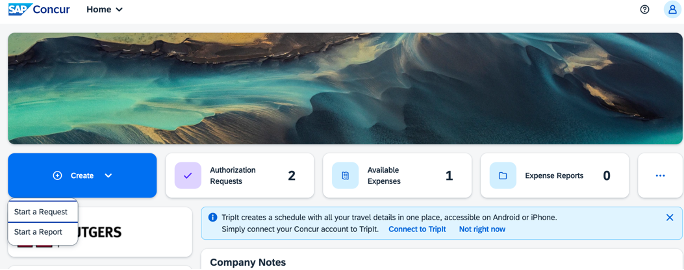 SAP Concur Home
Create
Authorization
Requests
2
Available
Expenses
1
Expense Reports 0
Start a Request
Start a Report
TripIt creates a schedule with all your travel details in one place, accessible on Android or iPhone.
Simply connect your Concur account to TripIt. Connect to TripIt Not right now
Company Notes